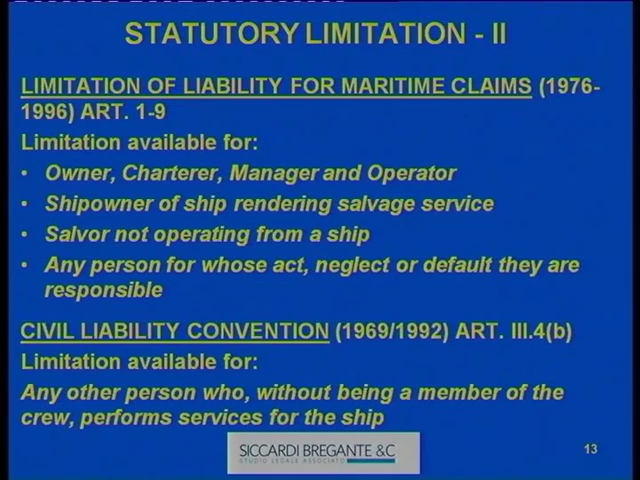 STATUTORY LIMITATION - II
LIMITATION OF LIABILITY FOR MARITIME CLAIMS (1976-
1996) ART. 1-9
Limitation available for:
• Owner, Charterer, Manager and Operator
• Shipowner of ship rendering salvage service
• Salvor not operating from a ship
• Any person for whose act, neglect or default they are
responsible
CIVIL LIABILITY CONVENTION (1969/1992) ART. III.4(b)
Limitation available for:
Any other person who, without being a member of the
crew, performs services for the ship
SICCARDI BREGANTE &C
STUDIO LEGALE ASSOCIATO
13